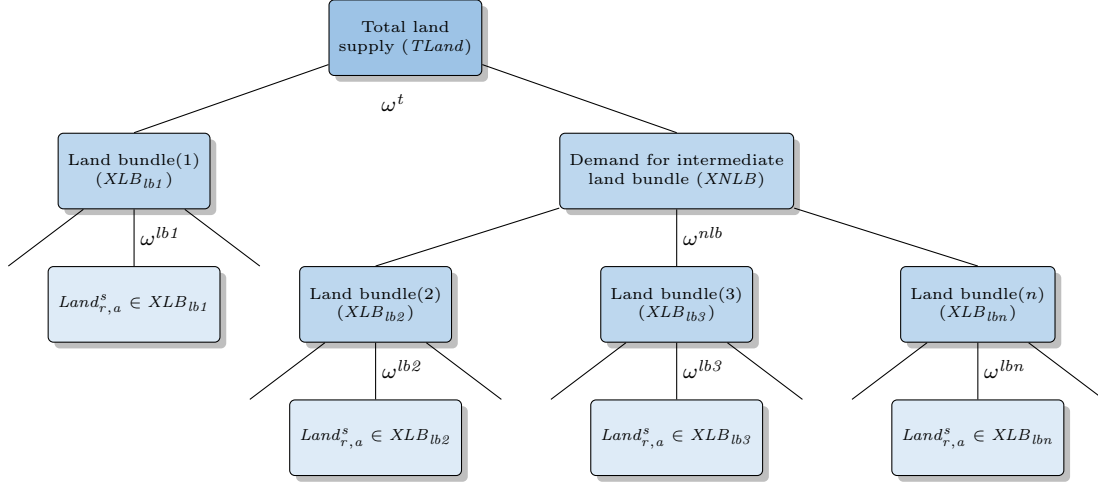 Total land
supply (TLand)
ω^t
Land bundle(1)
(XLB_lb1)
Demand for intermediate
land bundle (XNLB)
ω^lb1
ω^nlb
Land^s_r,a ∈ XLB_lb1
Land bundle(2)
(XLB_lb2)
Land bundle(3)
(XLB_lb3)
Land bundle(n)
(XLB_lbn)
ω^lb2
ω^lb3
ω^lbn
Land^s_r,a ∈ XLB_lb2
Land^s_r,a ∈ XLB_lb3
Land^s_r,a ∈ XLB_lbn